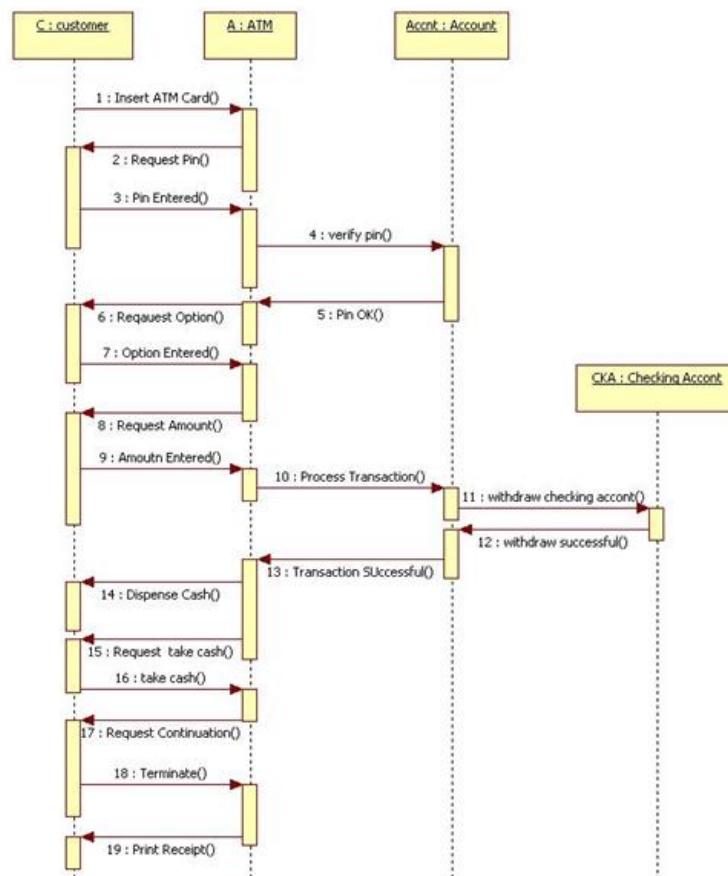 C : customer
A : ATM
Accnt : Account
1 : Insert ATM Card()
2 : Request Pin()
3 : Pin Entered()
4 : verify pin()
5 : Pin OK()
6 : Reqauest Option()
7 : Option Entered()
CKA : Checking Accont
8 : Request Amount()
9 : Amoutn Entered()
10 : Process Transaction()
11 : withdraw checking accont()
12 : withdraw successful()
13 : Transaction SUccessful()
14 : Dispense Cash()
15 : Request take cash()
16 : take cash()
17 : Request Continuation()
18 : Terminate()
19 : Print Receipt()